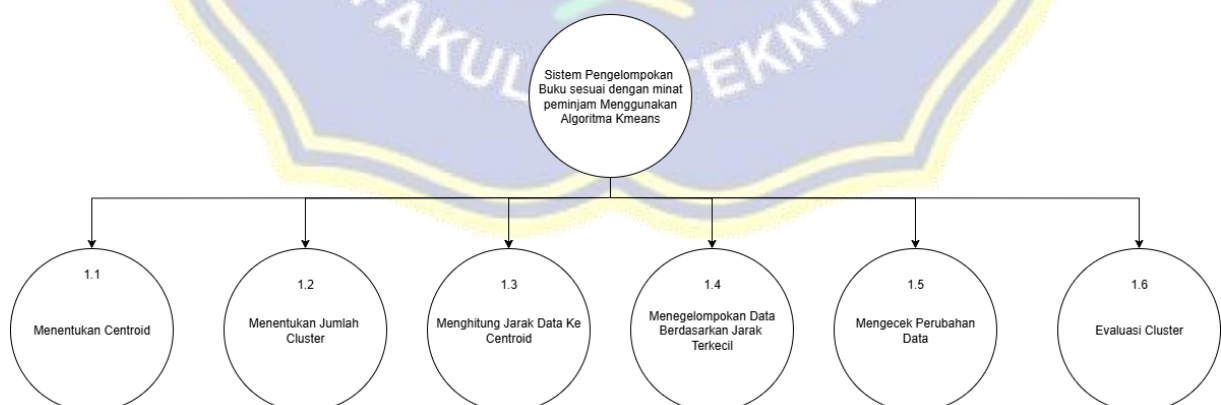 FAKUL TEKNIK
Sistem Pengelompokan
Buku sesuai dengan minat
peminjam Menggunakan
Algoritma Kmeans
1.1
Menentukan Centroid
1.2
Menentukan Jumlah
Cluster
1.3
Menghitung Jarak Data Ke
Centroid
1.4
Menegelompokan Data
Berdasarkan Jarak
Terkecil
1.5
Mengecek Perubahan
Data
1.6
Evaluasi Cluster